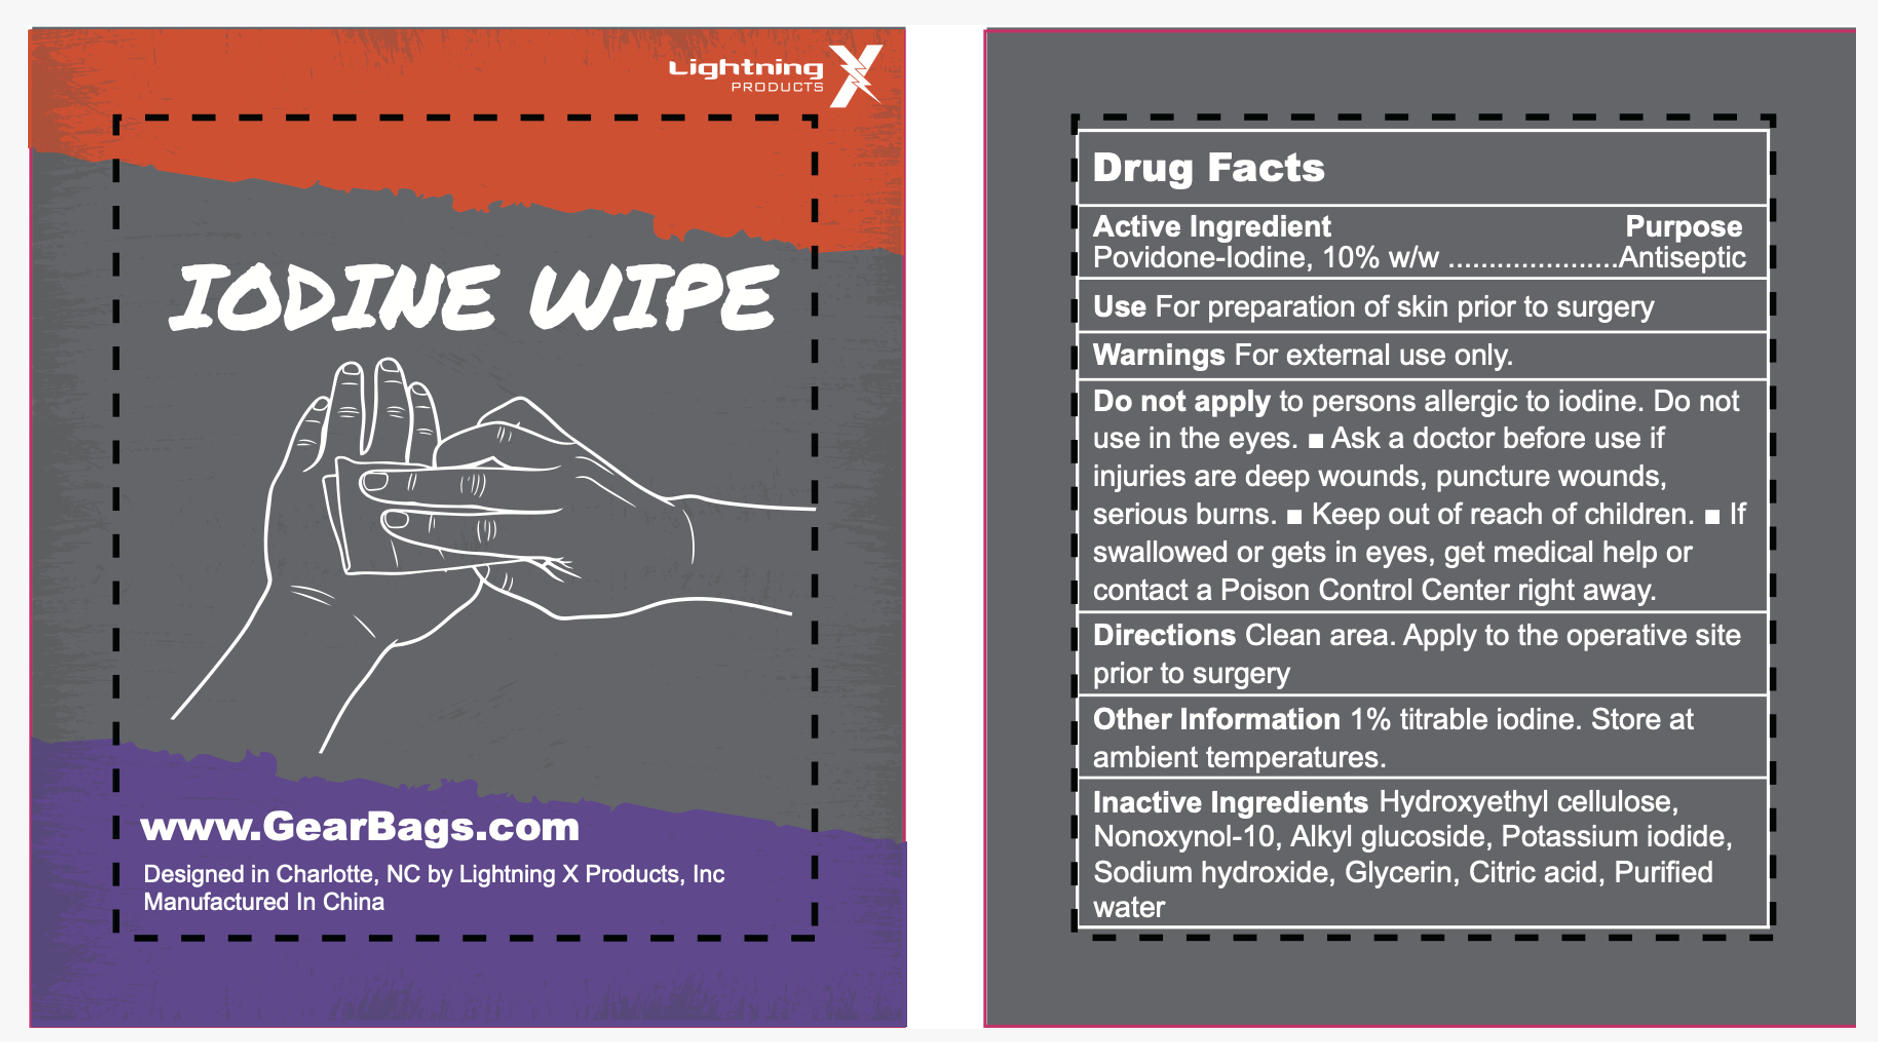 Lightning X
PRODUCTS
IODINE WIPE
www.GearBags.com
Designed in Charlotte, NC by Lightning X Products, Inc
Manufactured In China
Drug Facts
Active Ingredient Purpose
Povidone-Iodine, 10% w/w .....................Antiseptic
Use For preparation of skin prior to surgery
Warnings For external use only.
Do not apply to persons allergic to iodine. Do not
use in the eyes. ■ Ask a doctor before use if
injuries are deep wounds, puncture wounds,
serious burns. ■ Keep out of reach of children. ■ If
swallowed or gets in eyes, get medical help or
contact a Poison Control Center right away.
Directions Clean area. Apply to the operative site
prior to surgery
Other Information 1% titrable iodine. Store at
ambient temperatures.
Inactive Ingredients Hydroxyethyl cellulose,
Nonoxynol-10, Alkyl glucoside, Potassium iodide,
Sodium hydroxide, Glycerin, Citric acid, Purified
water